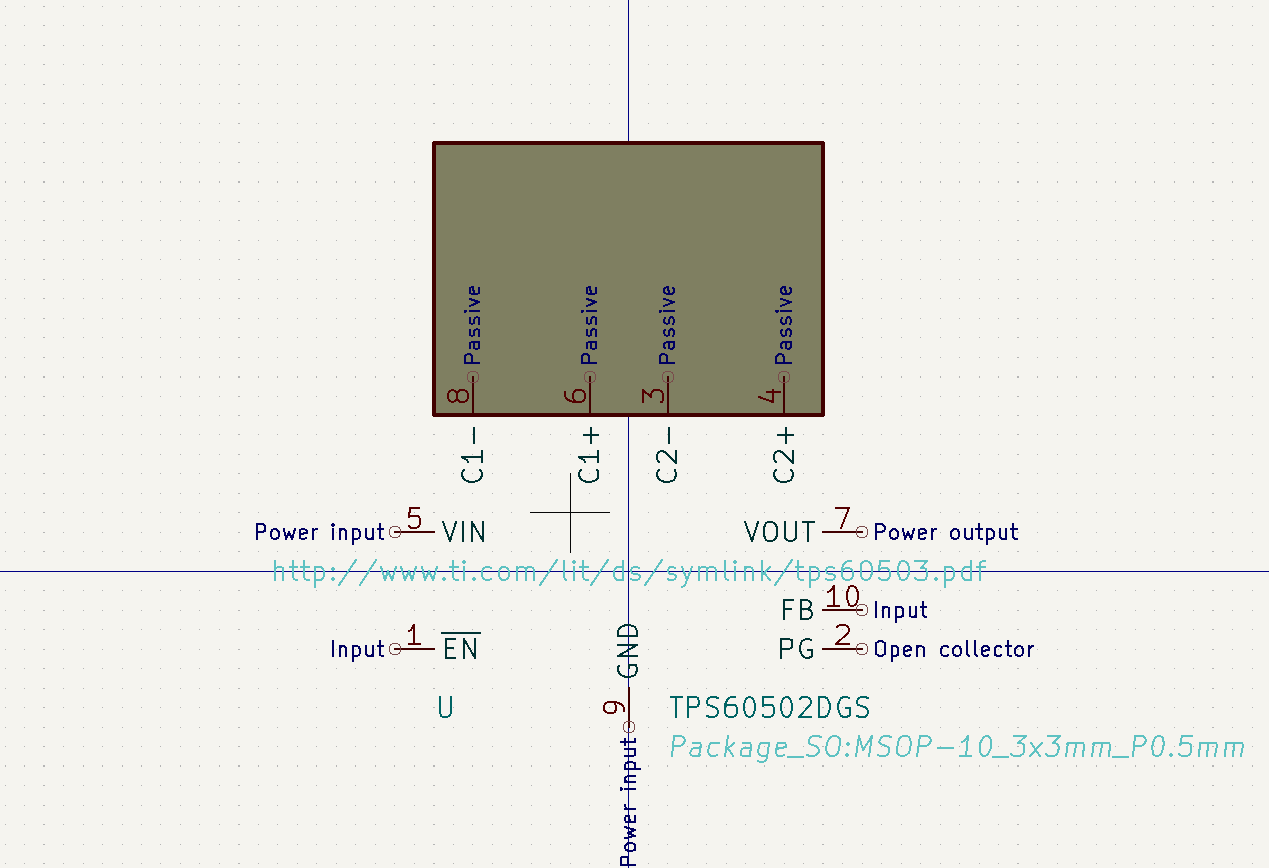 Passive
Passive
Passive
Passive
8
6
3
4
C1-
C1+
C2-
C2+
Power input 5 VIN
VOUT 7 Power output
http://www.ti.com/lit/ds/symlink/tps60503.pdf
FB 10 Input
Input 1 EN
PG 2 Open collector
GND
9
Power input
U
TPS60502DGS
Package_SO:MSOP-10_3x3mm_P0.5mm